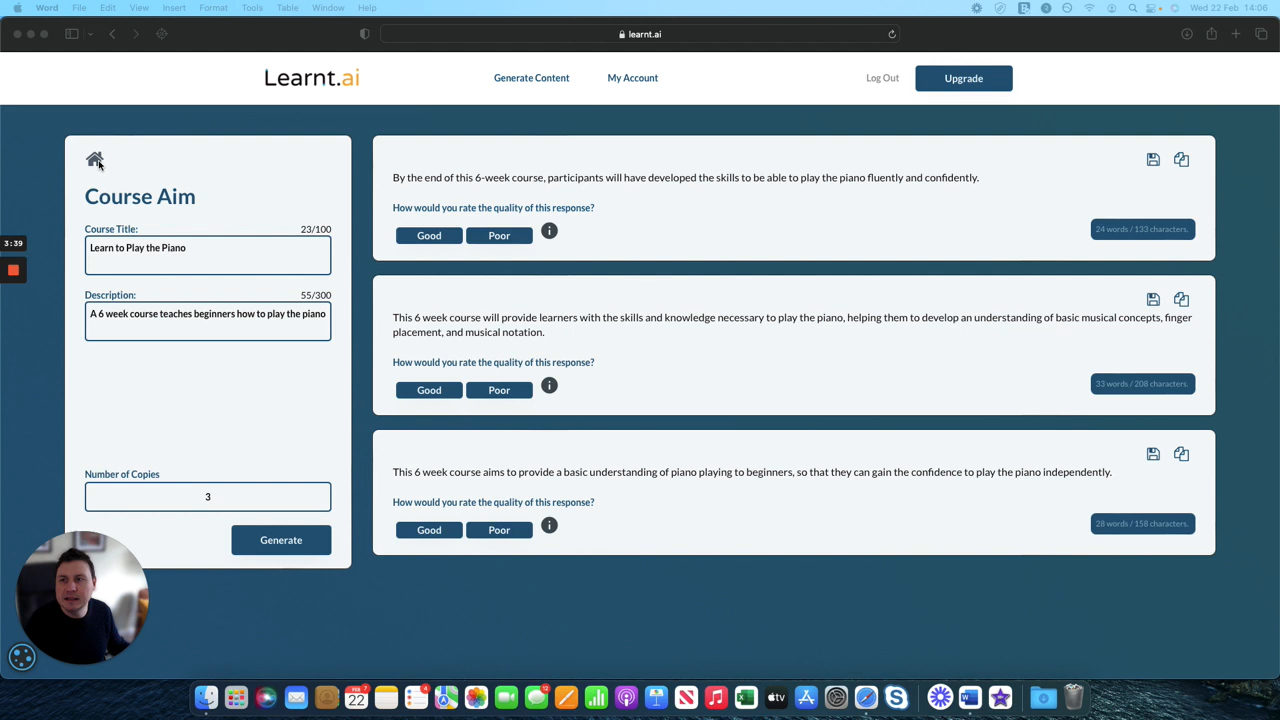 Word File Edit View Insert Format Tools Table Window Help
Wed 22 Feb 14:06
learnt.ai
Learnt.ai
Generate Content My Account Log Out Upgrade
Course Aim
Course Title: 23/100
Learn to Play the Piano
Description: 55/300
A 6 week course teaches beginners how to play the piano
Number of Copies
3
Generate
By the end of this 6-week course, participants will have developed the skills to be able to play the piano fluently and confidently.
How would you rate the quality of this response?
Good Poor i
24 words / 133 characters.
This 6 week course will provide learners with the skills and knowledge necessary to play the piano, helping them to develop an understanding of basic musical concepts, finger
placement, and musical notation.
How would you rate the quality of this response?
Good Poor i
33 words / 208 characters.
This 6 week course aims to provide a basic understanding of piano playing to beginners, so that they can gain the confidence to play the piano independently.
How would you rate the quality of this response?
Good Poor i
28 words / 158 characters.
3:39
22
tv